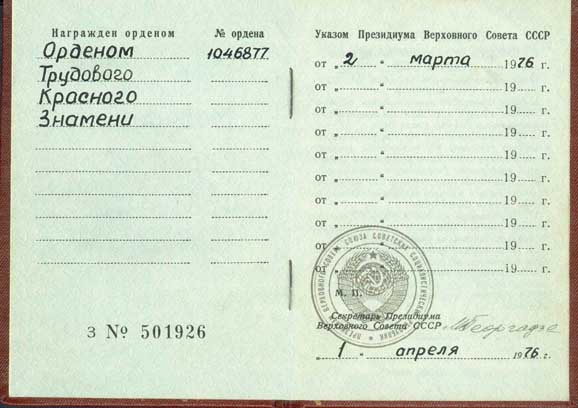 Награжден орденом
№ ордена
Орденом
1046877.
Трудового
Красного
Знамени
З № 501926
Указом Президиума Верховного Совета СССР
от „ 2 “ марта 1976 г.
от „ “ 19 г.
от „ “ 19 г.
от „ “ 19 г.
от „ “ 19 г.
от „ “ 19 г.
от „ “ 19 г.
от „ “ 19 г.
от „ “ 19 г.
от „ “ 19 г.
М. П.
Секретарь Президиума
Верховного Совета СССР
М Георгадзе
„ 1 “ апреля 1976 г.